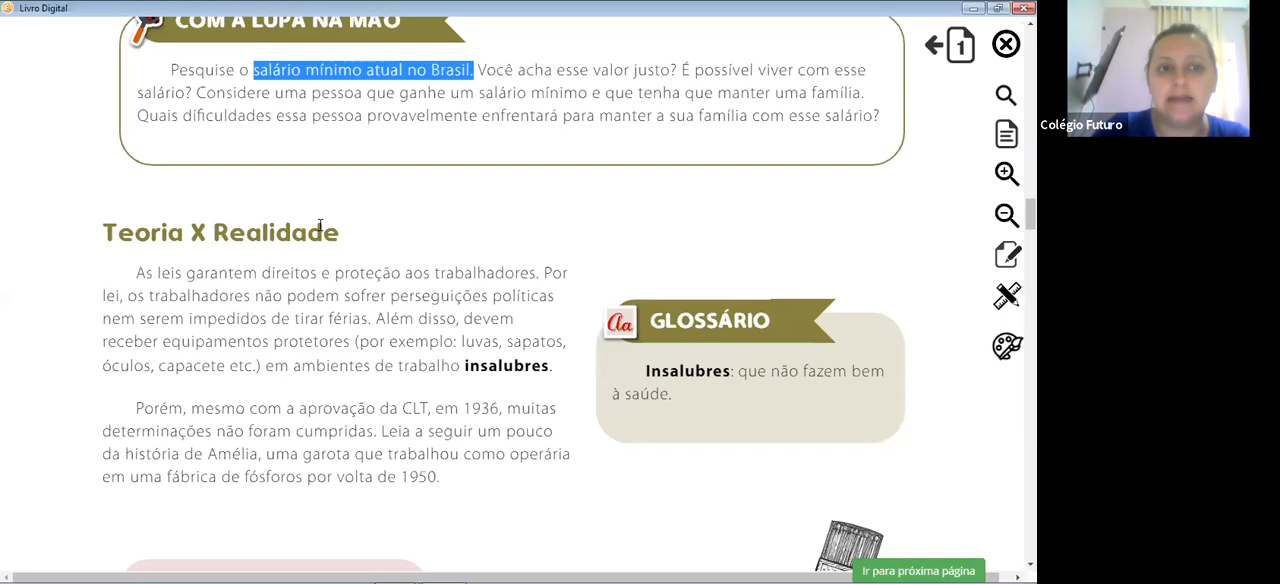 Livro Digital
COM A LUPA NA MÃO
1
Pesquise o salário mínimo atual no Brasil. Você acha esse valor justo? É possível viver com esse
salário? Considere uma pessoa que ganhe um salário mínimo e que tenha que manter uma família.
Quais dificuldades essa pessoa provavelmente enfrentará para manter a sua família com esse salário?
Colégio Futuro
Teoria X Realidade
As leis garantem direitos e proteção aos trabalhadores. Por
lei, os trabalhadores não podem sofrer perseguições políticas
nem serem impedidos de tirar férias. Além disso, devem
receber equipamentos protetores (por exemplo: luvas, sapatos,
óculos, capacete etc.) em ambientes de trabalho insalubres.
Porém, mesmo com a aprovação da CLT, em 1936, muitas
determinações não foram cumpridas. Leia a seguir um pouco
da história de Amélia, uma garota que trabalhou como operária
em uma fábrica de fósforos por volta de 1950.
Aa GLOSSÁRIO
Insalubres: que não fazem bem
à saúde.
Ir para próxima página